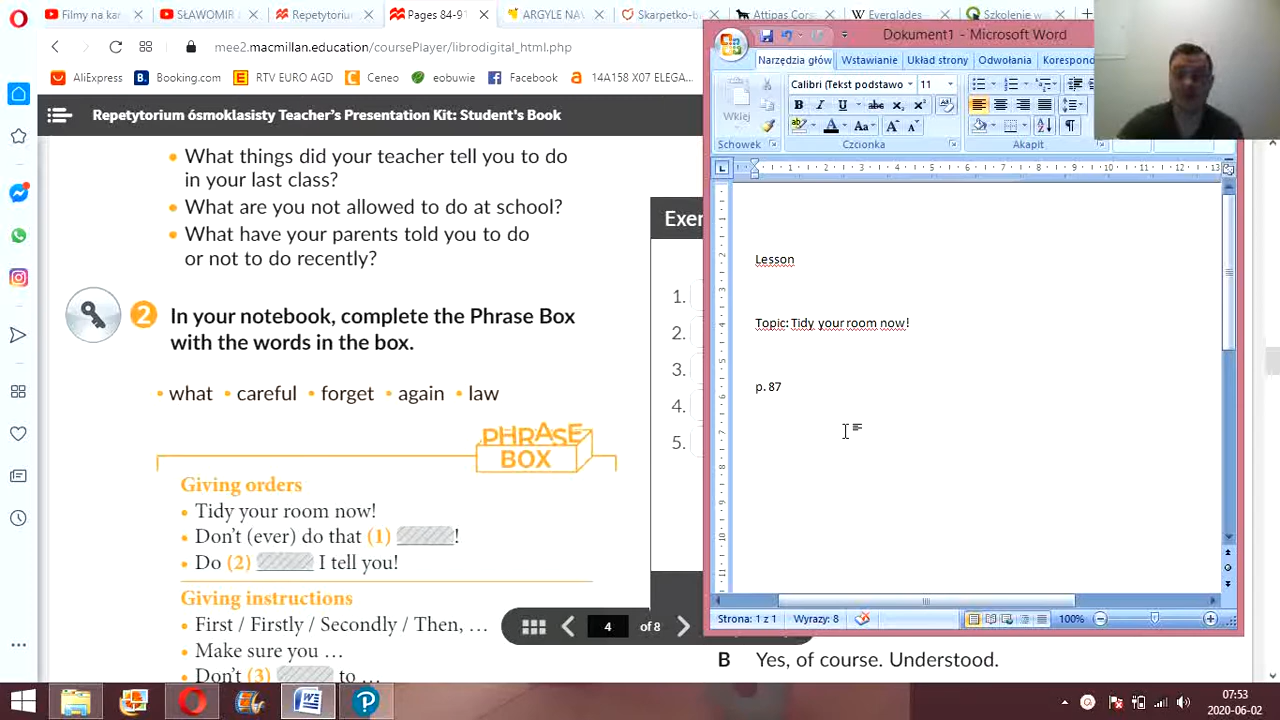 Filmy na ka
SŁAWOMIR
Repetytoriu
Pages 84-91
ARGYLE NA
Skarpetko-b
Attipas Cors
Everglades -
Szkolenie w
mee2.macmillan.education/coursePlayer/librodigital_html.php
AliExpress
Booking.com
RTV EURO AGD
Ceneo
eobuwie
Facebook
14A158 X07 ELEGA...
Repetytorium ósmoklasisty Teacher's Presentation Kit: Student's Book
• What things did your teacher tell you to do
in your last class?
• What are you not allowed to do at school?
• What have your parents told you to do
or not to do recently?
2 In your notebook, complete the Phrase Box
with the words in the box.
• what • careful • forget • again • law
PHRASE
BOX
Giving orders
• Tidy your room now!
• Don't (ever) do that (1) !
• Do (2) I tell you!
Giving instructions
• First / Firstly / Secondly / Then, …
• Make sure you …
• Don't (3) to …
Exer
1.
2.
3.
4.
5.
4 of 8
B Yes, of course. Understood.
Dokument1 - Microsoft Word
Narzędzia głów
Wstawianie
Układ strony
Odwołania
Korespono
Wklej
Calibri (Tekst podstawo
11
Schowek
Czcionka
Akapit
Lesson
Topic: Tidy your room now!
p. 87
Strona: 1 z 1
Wyrazy: 8
100%
07:53
2020-06-02